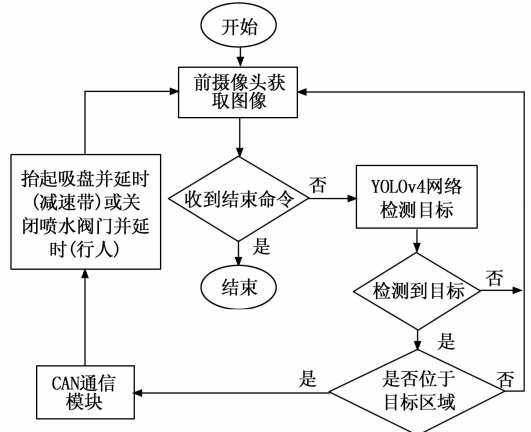 开始
前摄像头获
取图像
收到结束命令
否
是
结束
YOLOv4网络
检测目标
检测到目标
否
是
是否位于
目标区域
否
是
CAN通信
模块
抬起吸盘并延时
(减速带)或关
闭喷水阀门并延
时(行人)